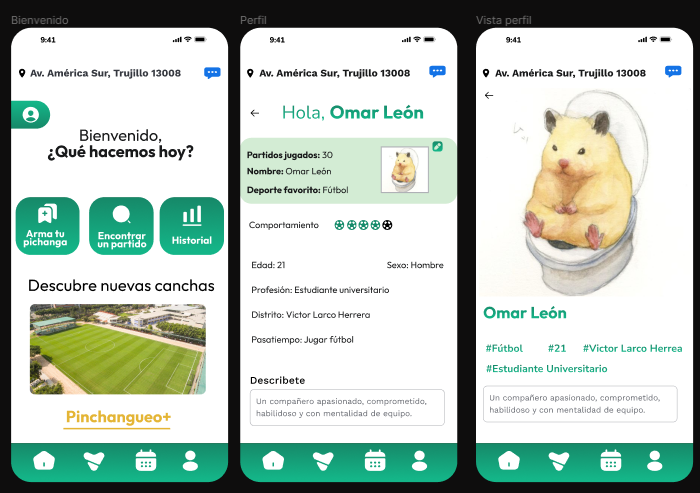 Bienvenido
9:41
Av. América Sur, Trujillo 13008
Bienvenido,
¿Qué hacemos hoy?
Arma tu
pichanga
Encontrar
un partido
Historial
Descubre nuevas canchas
Pinchangueo+
Perfil
9:41
Av. América Sur, Trujillo 13008
Hola, Omar León
Partidos jugados: 30
Nombre: Omar León
Deporte favorito: Fútbol
Comportamiento
Edad: 21
Sexo: Hombre
Profesión: Estudiante universitario
Distrito: Victor Larco Herrera
Pasatiempo: Jugar fútbol
Describete
Un compañero apasionado, comprometido,
habilidoso y con mentalidad de equipo.
Vista perfil
9:41
Av. América Sur, Trujillo 13008
Omar León
#Fútbol #21 #Victor Larco Herrea
#Estudiante Universitario
Un compañero apasionado, comprometido,
habilidoso y con mentalidad de equipo.